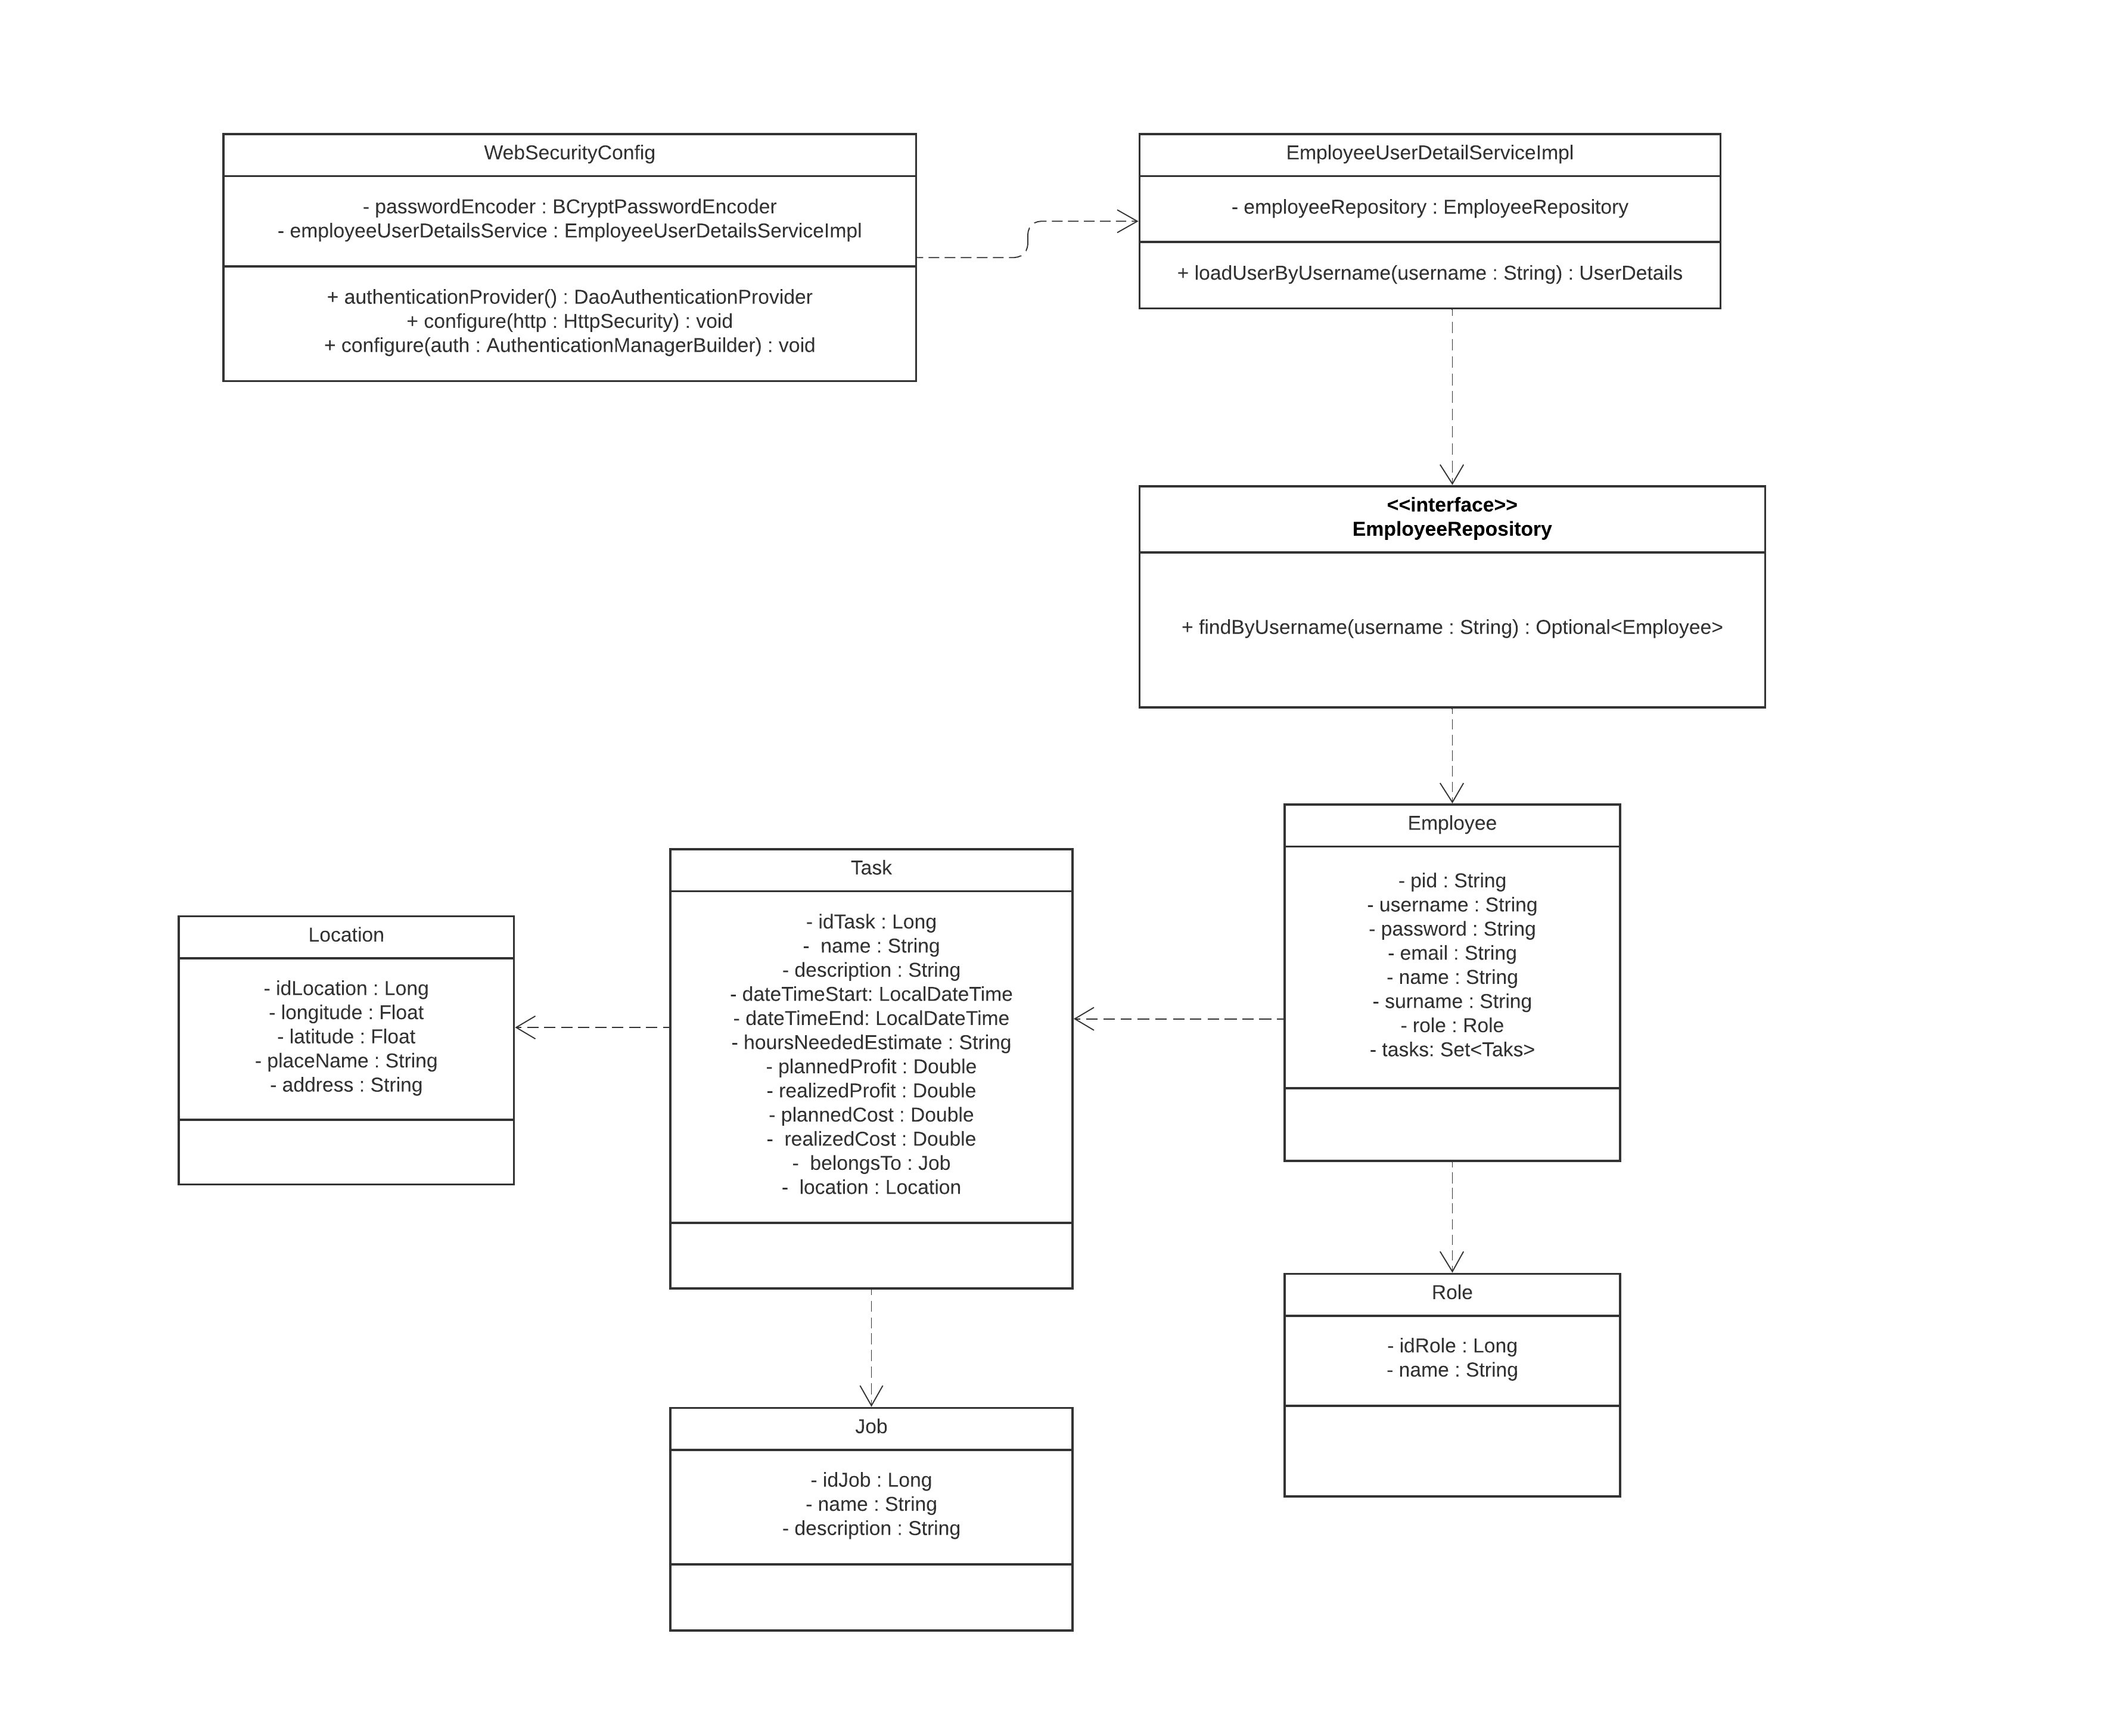 WebSecurityConfig
- passwordEncoder : BCryptPasswordEncoder
- employeeUserDetailsService : EmployeeUserDetailsServiceImpl
+ authenticationProvider() : DaoAuthenticationProvider
+ configure(http : HttpSecurity) : void
+ configure(auth : AuthenticationManagerBuilder) : void
EmployeeUserDetailServiceImpl
- employeeRepository : EmployeeRepository
+ loadUserByUsername(username : String) : UserDetails
<<interface>>
EmployeeRepository
+ findByUsername(username : String) : Optional<Employee>
Employee
- pid : String
- username : String
- password : String
- email : String
- name : String
- surname : String
- role : Role
- tasks: Set<Taks>
Task
- idTask : Long
-  name : String
- description : String
- dateTimeStart: LocalDateTime
- dateTimeEnd: LocalDateTime
- hoursNeededEstimate : String
- plannedProfit : Double
- realizedProfit : Double
- plannedCost : Double
-  realizedCost : Double
-  belongsTo : Job
-  location : Location
Location
- idLocation : Long
- longitude : Float
- latitude : Float
- placeName : String
- address : String
Role
- idRole : Long
- name : String
Job
- idJob : Long
- name : String
- description : String